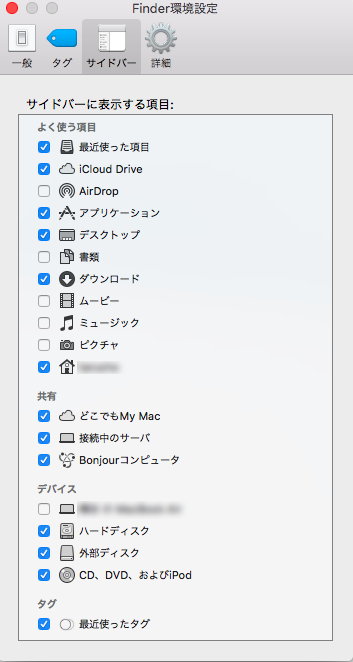 Finder環境設定
一般 タグ サイドバー 詳細
サイドバーに表示する項目:
よく使う項目
最近使った項目
iCloud Drive
AirDrop
アプリケーション
デスクトップ
書類
ダウンロード
ムービー
ミュージック
ピクチャ
共有
どこでもMy Mac
接続中のサーバ
Bonjourコンピュータ
デバイス
ハードディスク
外部ディスク
CD、DVD、およびiPod
タグ
最近使ったタグ